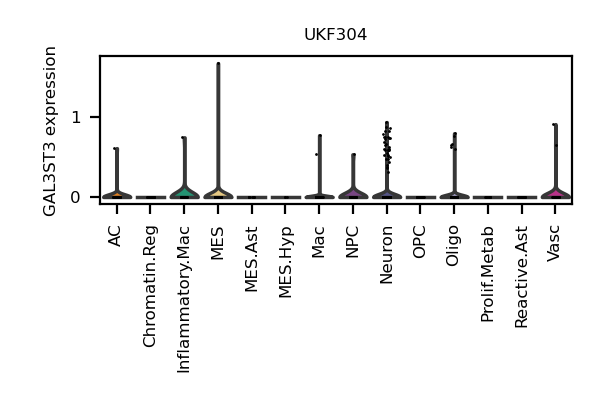 UKF304
GAL3ST3 expression
1
0
AC
Chromatin.Reg
Inflammatory.Mac
MES
MES.Ast
MES.Hyp
Mac
NPC
Neuron
OPC
Oligo
Prolif.Metab
Reactive.Ast
Vasc